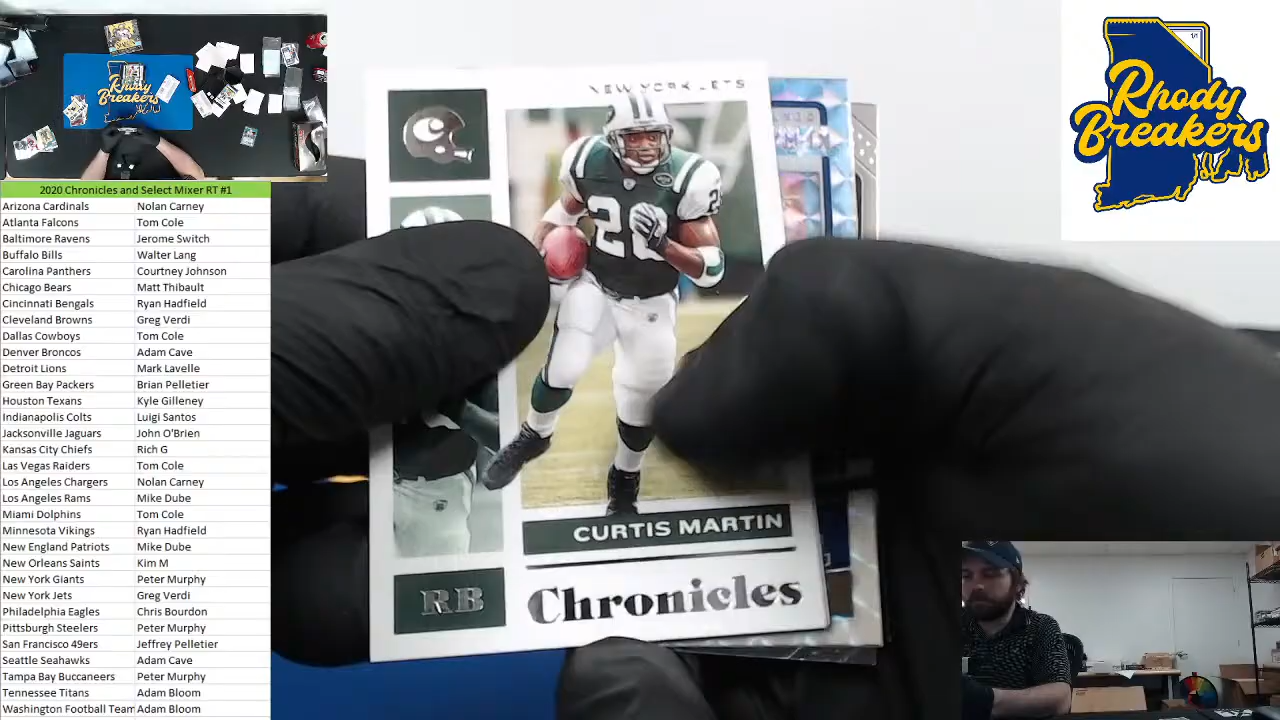 NEW YORK JETS
28
CURTIS MARTIN
RB
Chronicles
Rhody
Breakers
1/1
Rhody
Breakers
2020 Chronicles and Select Mixer RT #1
Arizona Cardinals Nolan Carney
Atlanta Falcons Tom Cole
Baltimore Ravens Jerome Switch
Buffalo Bills Walter Lang
Carolina Panthers Courtney Johnson
Chicago Bears Matt Thibault
Cincinnati Bengals Ryan Hadfield
Cleveland Browns Greg Verdi
Dallas Cowboys Tom Cole
Denver Broncos Adam Cave
Detroit Lions Mark Lavelle
Green Bay Packers Brian Pelletier
Houston Texans Kyle Gilleney
Indianapolis Colts Luigi Santos
Jacksonville Jaguars John O'Brien
Kansas City Chiefs Rich G
Las Vegas Raiders Tom Cole
Los Angeles Chargers Nolan Carney
Los Angeles Rams Mike Dube
Miami Dolphins Tom Cole
Minnesota Vikings Ryan Hadfield
New England Patriots Mike Dube
New Orleans Saints Kim M
New York Giants Peter Murphy
New York Jets Greg Verdi
Philadelphia Eagles Chris Bourdon
Pittsburgh Steelers Peter Murphy
San Francisco 49ers Jeffrey Pelletier
Seattle Seahawks Adam Cave
Tampa Bay Buccaneers Peter Murphy
Tennessee Titans Adam Bloom
Washington Football Team Adam Bloom